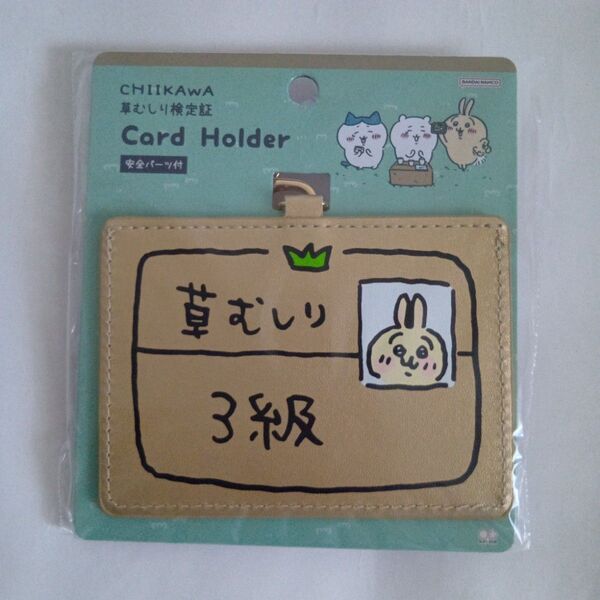 CHIIKAWA
草むしり検定証
Card Holder
安全パーツ付
BANDAI NAMCO
草むしり
3級